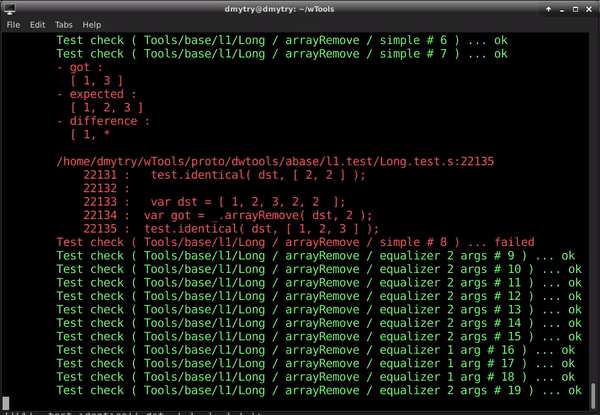 dmytry@dmytry: ~/wTools
File Edit Tabs Help
Test check ( Tools/base/l1/Long / arrayRemove / simple # 6 ) ... ok
Test check ( Tools/base/l1/Long / arrayRemove / simple # 7 ) ... ok
- got :
[ 1, 3 ]
- expected :
[ 1, 2, 3 ]
- difference :
[ 1, *
/home/dmytry/wTools/proto/dwtools/abase/l1.test/Long.test.s:22135
22131 : test.identical( dst, [ 2, 2 ] );
22132 :
22133 : var dst = [ 1, 2, 3, 2, 2 ];
22134 : var got = _.arrayRemove( dst, 2 );
22135 : test.identical( dst, [ 1, 2, 3 ] );
Test check ( Tools/base/l1/Long / arrayRemove / simple # 8 ) ... failed
Test check ( Tools/base/l1/Long / arrayRemove / equalizer 2 args # 9 ) ... ok
Test check ( Tools/base/l1/Long / arrayRemove / equalizer 2 args # 10 ) ... ok
Test check ( Tools/base/l1/Long / arrayRemove / equalizer 2 args # 11 ) ... ok
Test check ( Tools/base/l1/Long / arrayRemove / equalizer 2 args # 12 ) ... ok
Test check ( Tools/base/l1/Long / arrayRemove / equalizer 2 args # 13 ) ... ok
Test check ( Tools/base/l1/Long / arrayRemove / equalizer 2 args # 14 ) ... ok
Test check ( Tools/base/l1/Long / arrayRemove / equalizer 2 args # 15 ) ... ok
Test check ( Tools/base/l1/Long / arrayRemove / equalizer 1 arg # 16 ) ... ok
Test check ( Tools/base/l1/Long / arrayRemove / equalizer 1 arg # 17 ) ... ok
Test check ( Tools/base/l1/Long / arrayRemove / equalizer 1 arg # 18 ) ... ok
Test check ( Tools/base/l1/Long / arrayRemove / equalizer 2 args # 19 ) ... ok